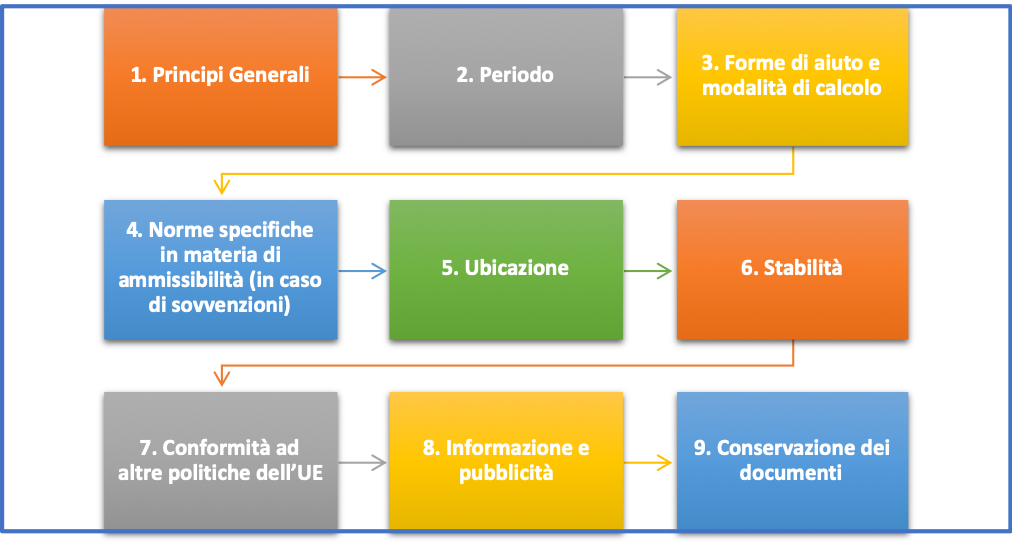 1. Principi Generali
2. Periodo
3. Forme di aiuto e
modalità di calcolo
4. Norme specifiche
in materia di
ammissibilità (in caso
di sovvenzioni)
5. Ubicazione
6. Stabilità
7. Conformità ad
altre politiche dell’UE
8. Informazione e
pubblicità
9. Conservazione dei
documenti